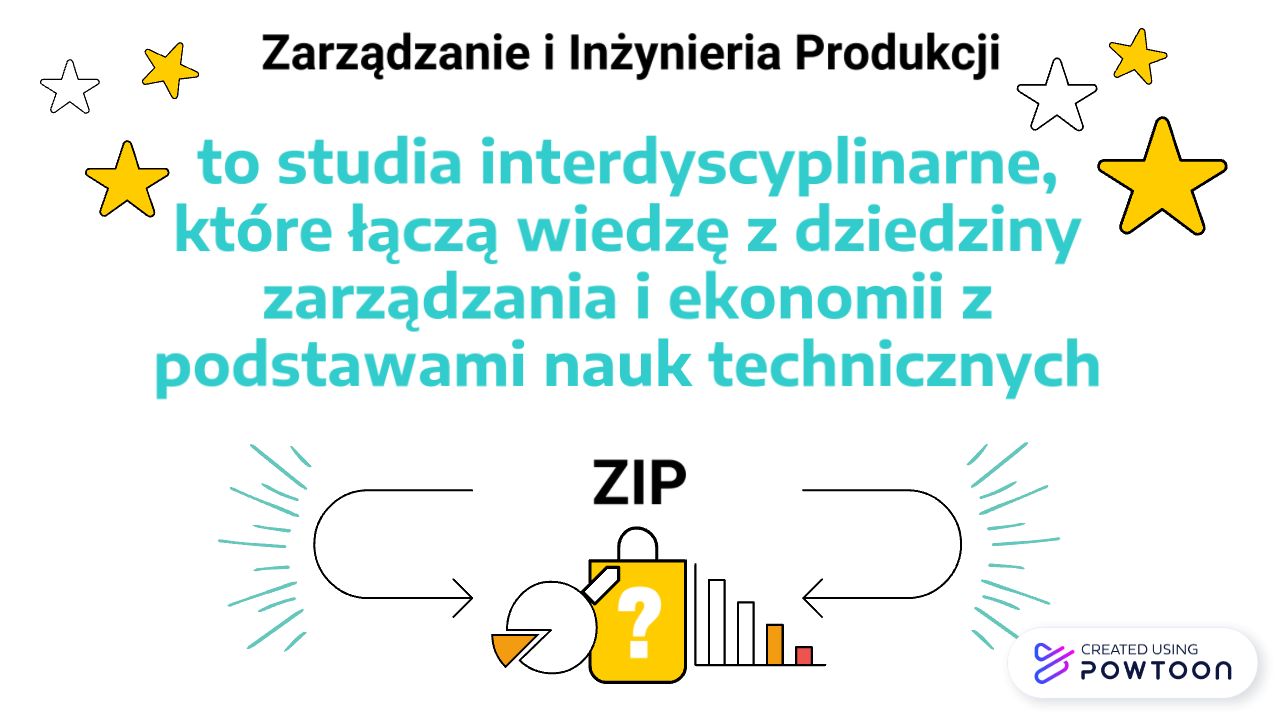 Zarządzanie i Inżynieria Produkcji
to studia interdyscyplinarne,
które łączą wiedzę z dziedziny
zarządzania i ekonomii z
podstawami nauk technicznych
ZIP
?
CREATED USING
POWTOON